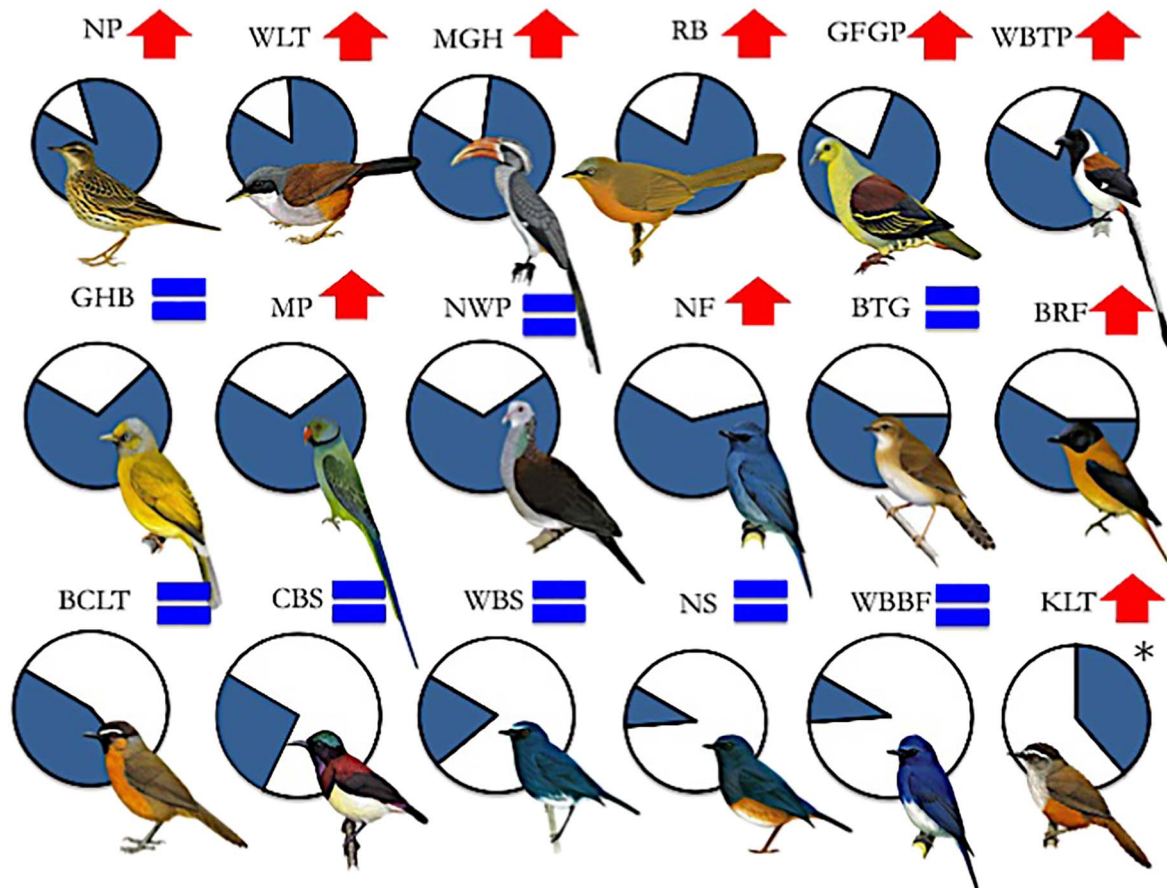 NP WLT MGH RB GFGP WBTP
GHB MP NWP NF BTG BRF
BCLT CBS WBS NS WBBF KLT
*